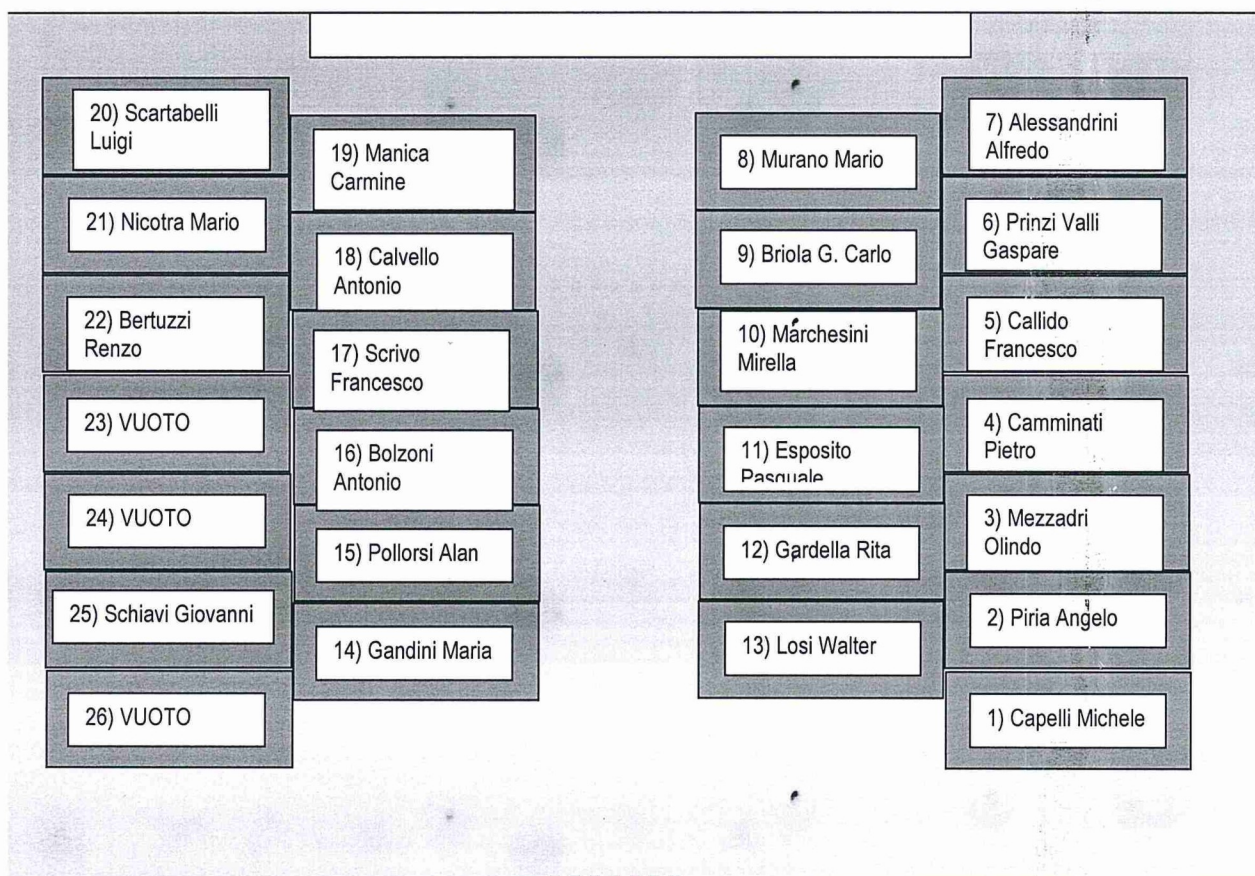 20) Scartabelli
Luigi
21) Nicotra Mario
22) Bertuzzi
Renzo
23) VUOTO
24) VUOTO
25) Schiavi Giovanni
26) VUOTO
19) Manica
Carmine
18) Calvello
Antonio
17) Scrivo
Francesco
16) Bolzoni
Antonio
15) Pollorsi Alan
14) Gandini Maria
8) Murano Mario
9) Briola G. Carlo
10) Marchesini
Mirella
11) Esposito
Pasquale
12) Gardella Rita
13) Losi Walter
7) Alessandrini
Alfredo
6) Prinzi Valli
Gaspare
5) Callido
Francesco
4) Camminati
Pietro
3) Mezzadri
Olindo
2) Piria Angelo
1) Capelli Michele